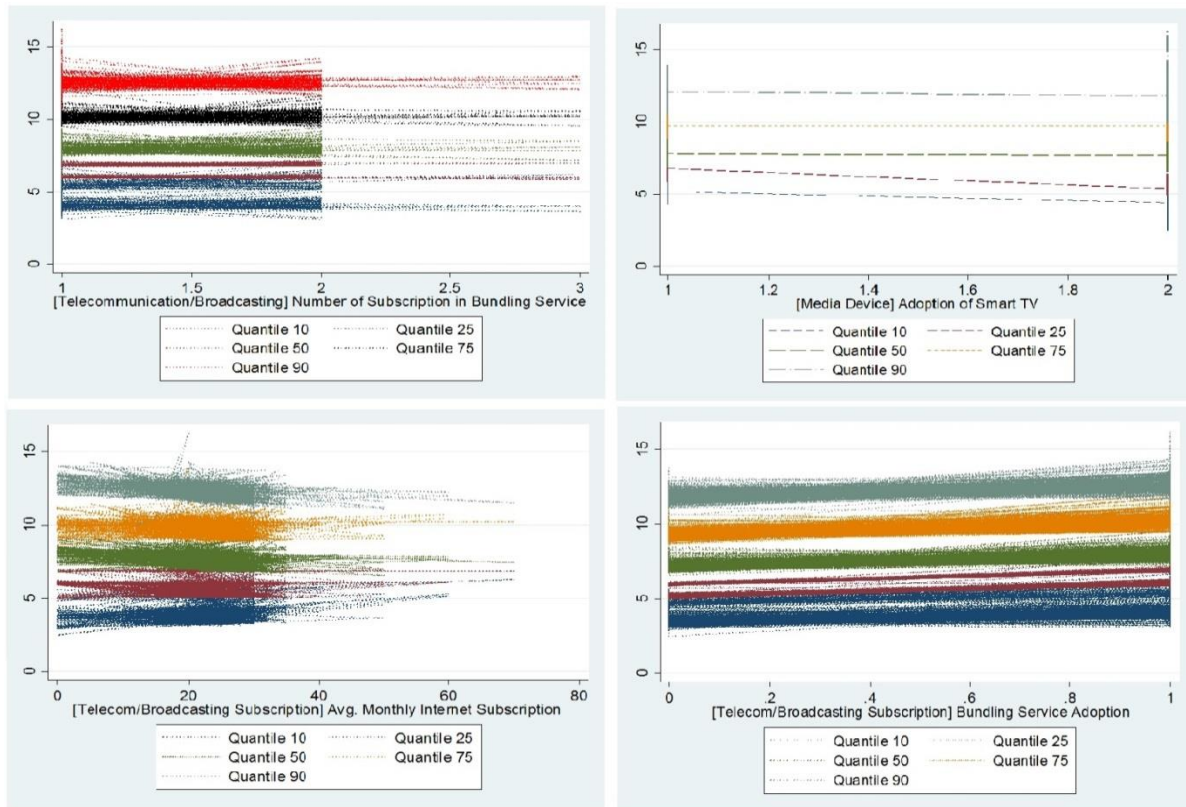 15
10
5
0
1 1.5 2 2.5 3
[Telecommunication/Broadcasting] Number of Subscription in Bundling Service
Quantile 10 Quantile 25
Quantile 50 Quantile 75
Quantile 90
15
10
5
0
1 1.2 1.4 1.6 1.8 2
[Media Device] Adoption of Smart TV
Quantile 10 Quantile 25
Quantile 50 Quantile 75
Quantile 90
15
10
5
0
0 20 40 60 80
[Telecom/Broadcasting Subscription] Avg. Monthly Internet Subscription
Quantile 10 Quantile 25
Quantile 50 Quantile 75
Quantile 90
15
10
5
0
0 .2 .4 .6 .8 1
[Telecom/Broadcasting Subscription] Bundling Service Adoption
Quantile 10 Quantile 25
Quantile 50 Quantile 75
Quantile 90